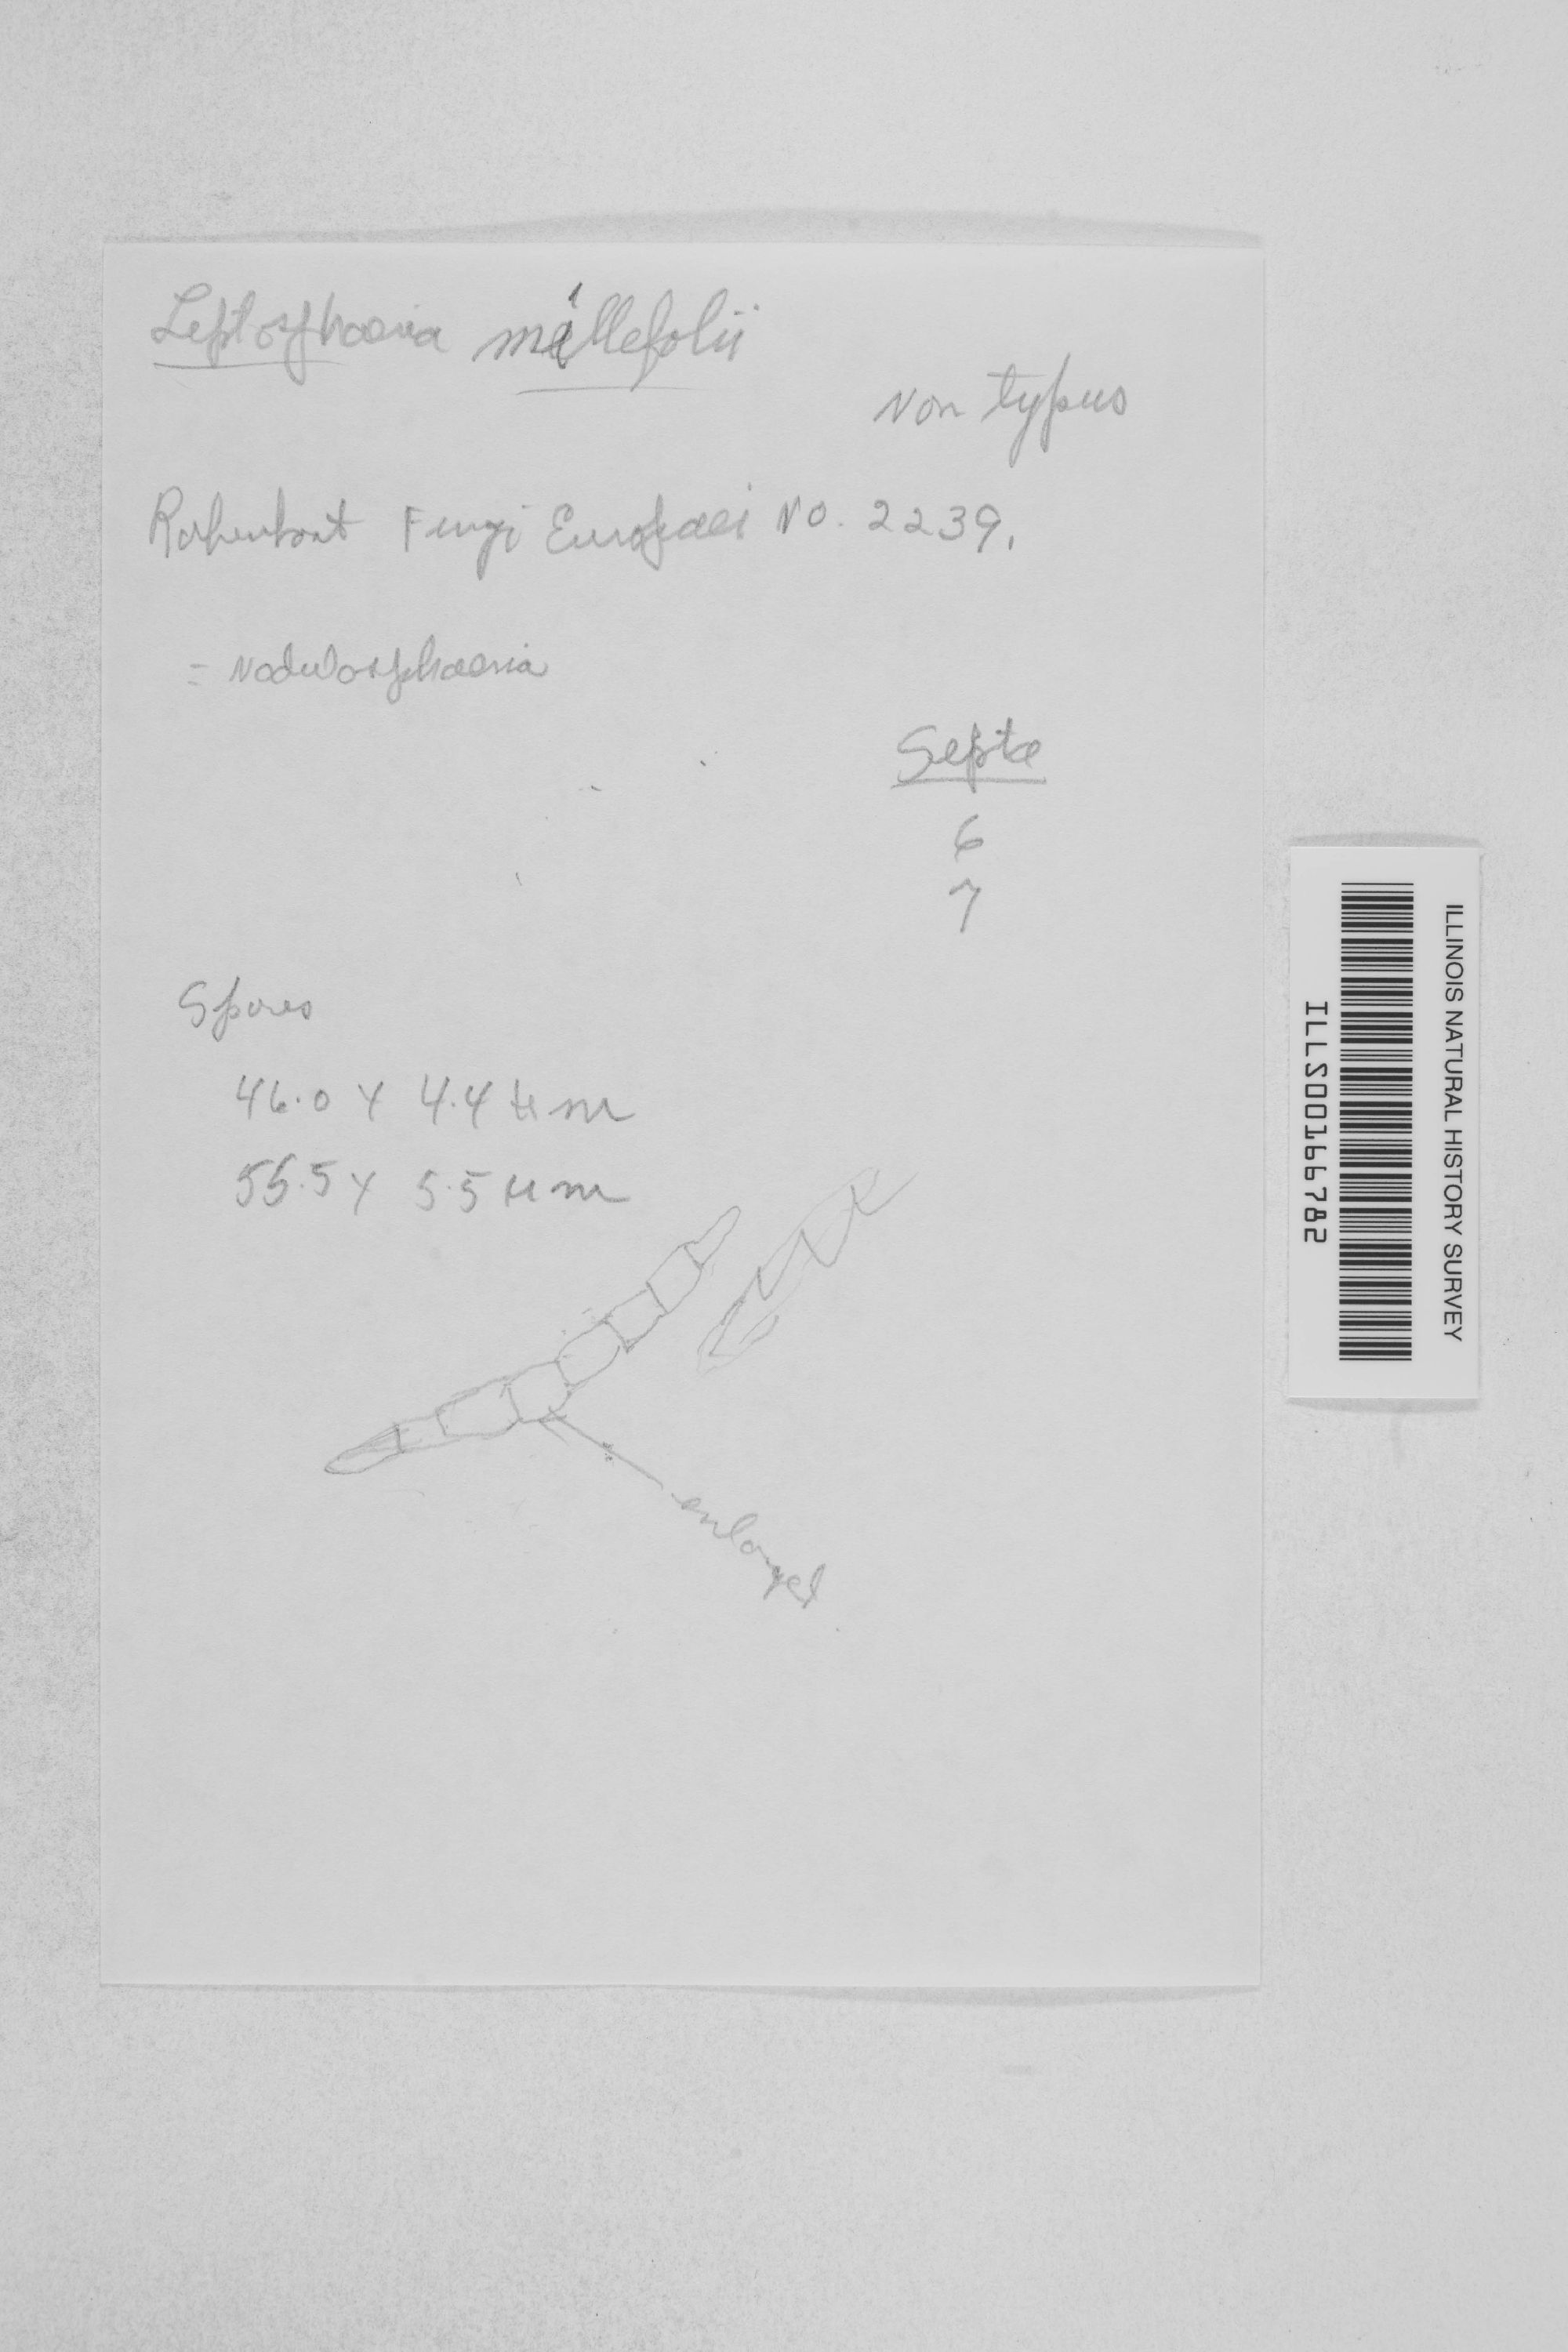 Leptosphaeria millefolii
Non typus
Rabenhorst Fungi Europaei No. 2239.
= Nodulosphaeria
Septa
6
7
Spores
46.0 x 4.4 µm
55.5 x 5.5 µm
enlarged
ILLINOIS NATURAL HISTORY SURVEY
ILLS00166782